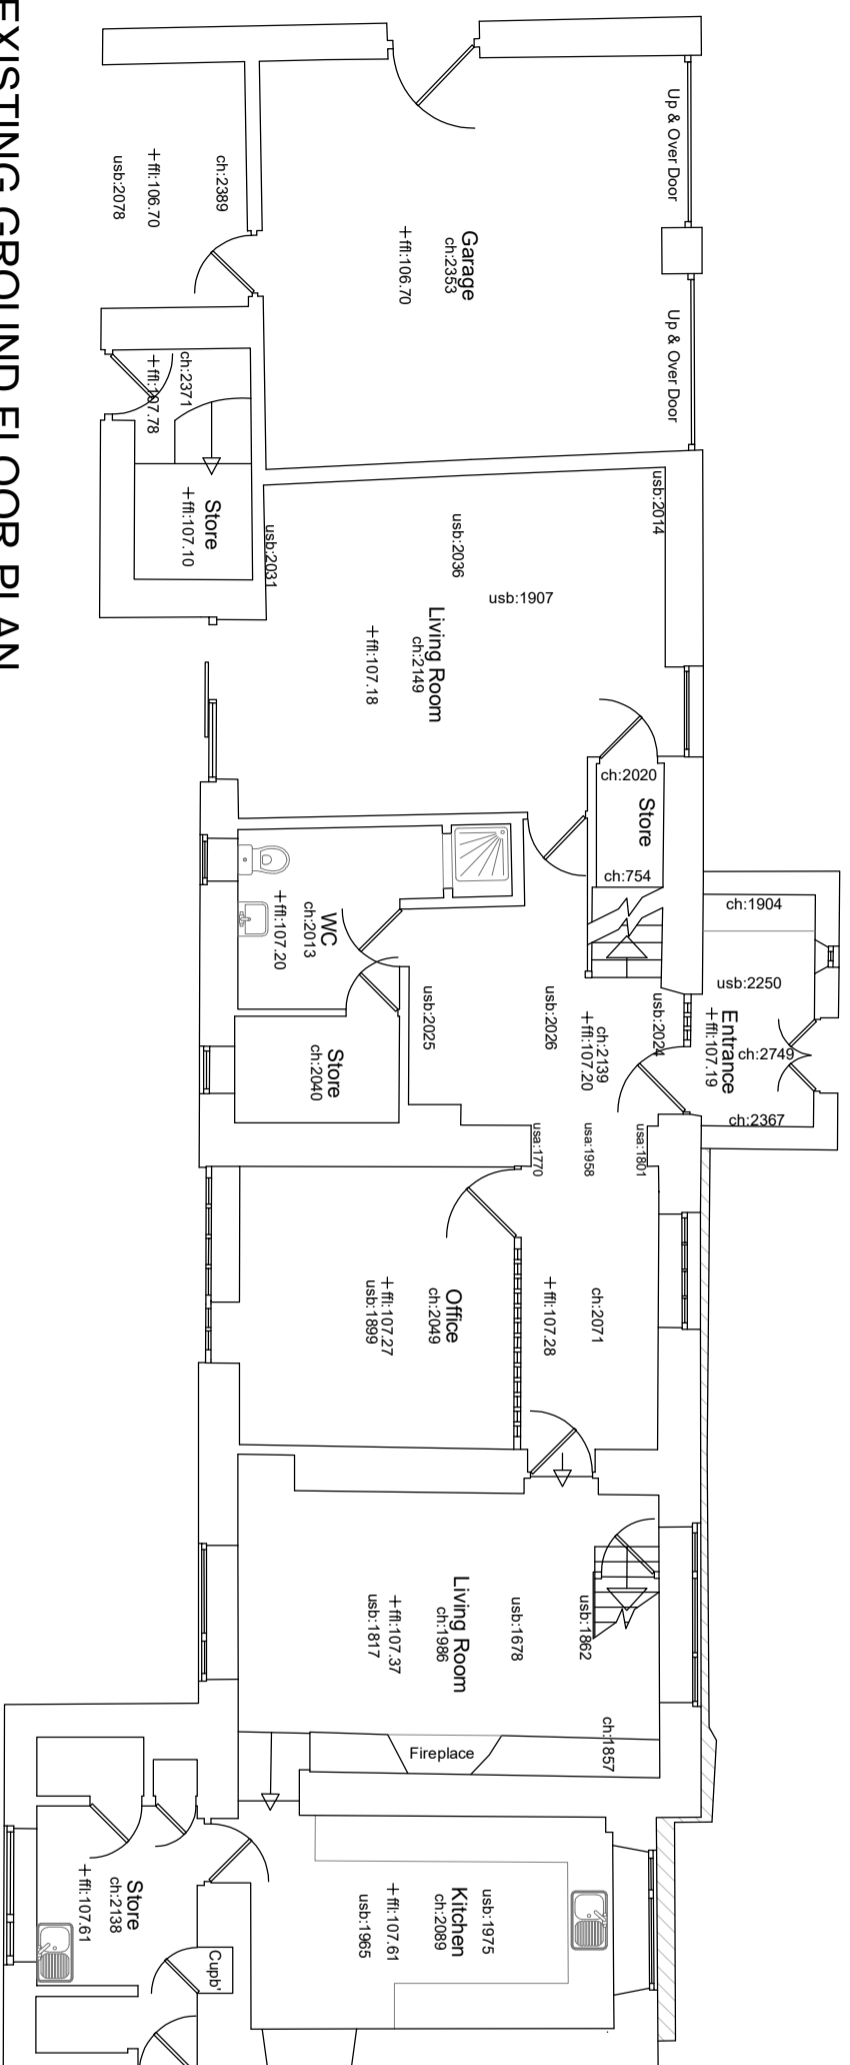 EXISTING GROUND FLOOR PLAN
Up & Over Door
Up & Over Door
Garage
ch:2353
+ffl:106.70
ch:2389
+ffl:106.70
usb:2078
ch:2371
+ffl:107.78
Store
+ffl:107.10
usb:2031
usb:2014
usb:2036
usb:1907
Living Room
ch:2149
+ffl:107.18
ch:2020
Store
ch:754
WC
ch:2013
+ffl:107.20
Store
ch:2040
usb:2025
usb:2026
ch:2139
+ffl:107.20
usb:2024
ch:1904
usb:2250
Entrance
+ffl:107.19
ch:2749
ch:2367
usa:1770
usa:1958
usa:1801
ch:2071
+ffl:107.28
Office
ch:2049
+ffl:107.27
usb:1899
usb:1862
usb:1678
Living Room
ch:1986
+ffl:107.37
usb:1817
ch:1857
Fireplace
usb:1975
Kitchen
ch:2089
+ffl:107.61
usb:1965
Store
ch:2138
+ffl:107.61
Cupb'